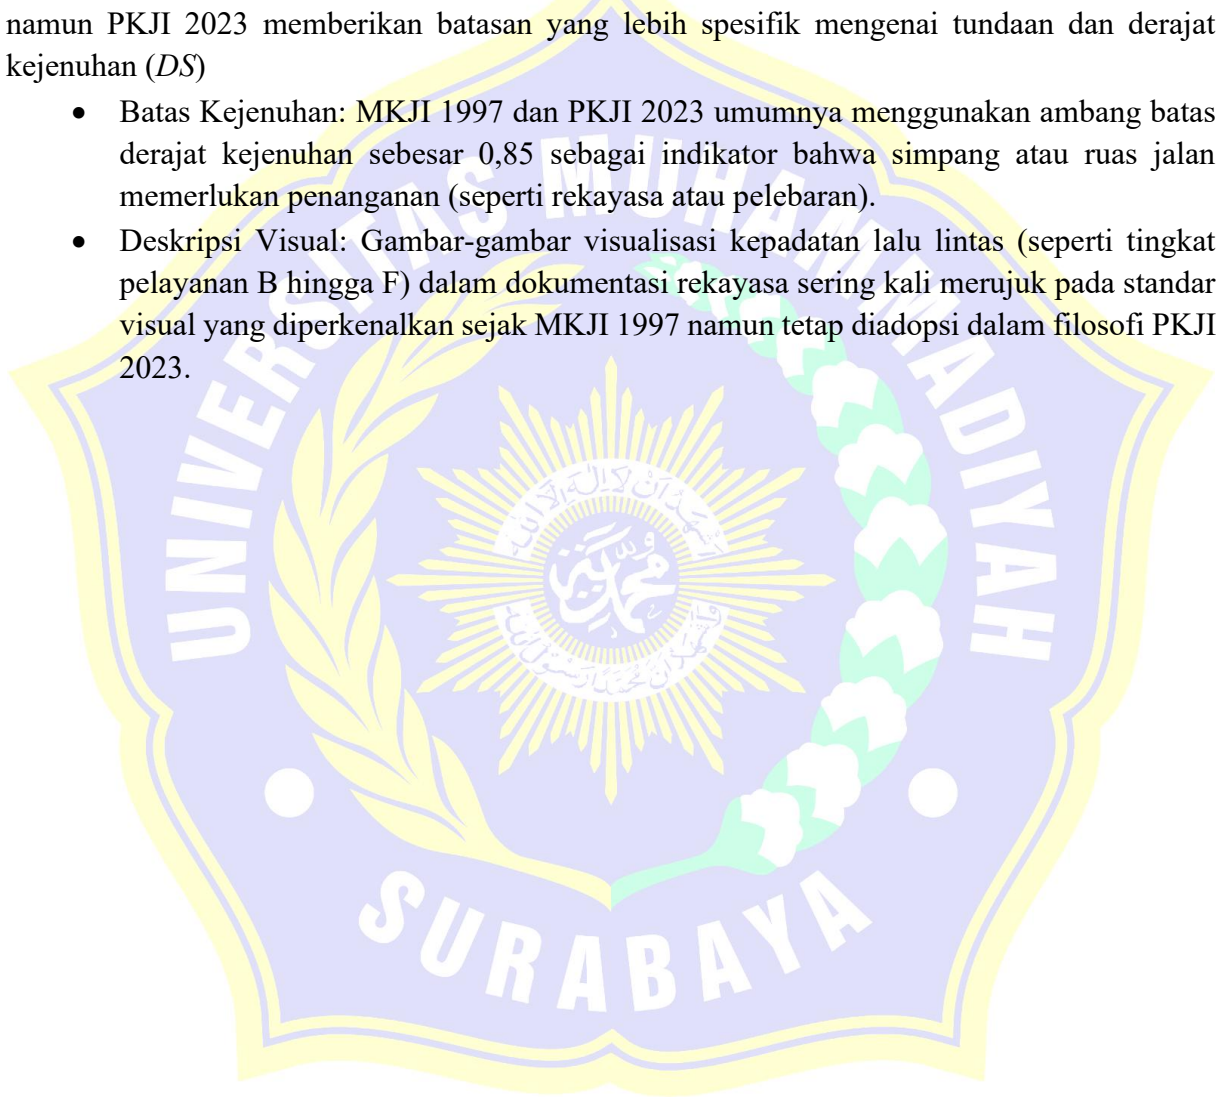 namun PKJI 2023 memberikan batasan yang lebih spesifik mengenai tundaan dan derajat
kejenuhan (DS)
• Batas Kejenuhan: MKJI 1997 dan PKJI 2023 umumnya menggunakan ambang batas
derajat kejenuhan sebesar 0,85 sebagai indikator bahwa simpang atau ruas jalan
memerlukan penanganan (seperti rekayasa atau pelebaran).
• Deskripsi Visual: Gambar-gambar visualisasi kepadatan lalu lintas (seperti tingkat
pelayanan B hingga F) dalam dokumentasi rekayasa sering kali merujuk pada standar
visual yang diperkenalkan sejak MKJI 1997 namun tetap diadopsi dalam filosofi PKJI
2023.
UNIVERSITAS MUHAMMADIYAH
SURABAYA